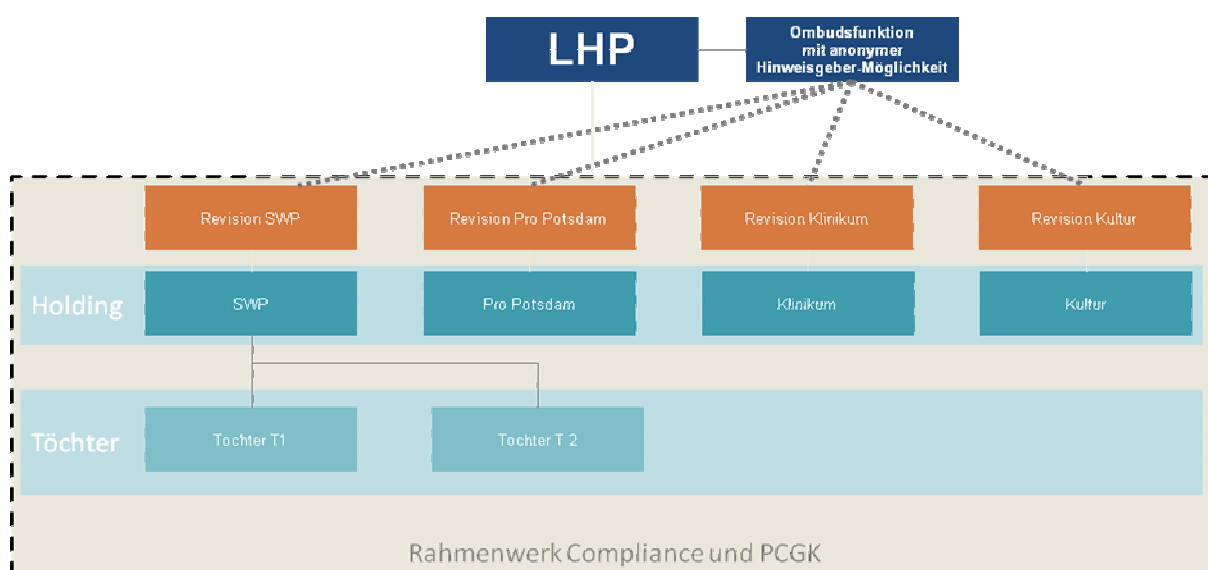 LHP
Ombudsfunktion
mit anonymer
Hinweisgeber-Möglichkeit
Revision SWP
Revision Pro Potsdam
Revision Klinikum
Revision Kultur
Holding
SWP
Pro Potsdam
Klinikum
Kultur
Töchter
Tochter T1
Tochter T 2
Rahmenwerk Compliance und PCGK